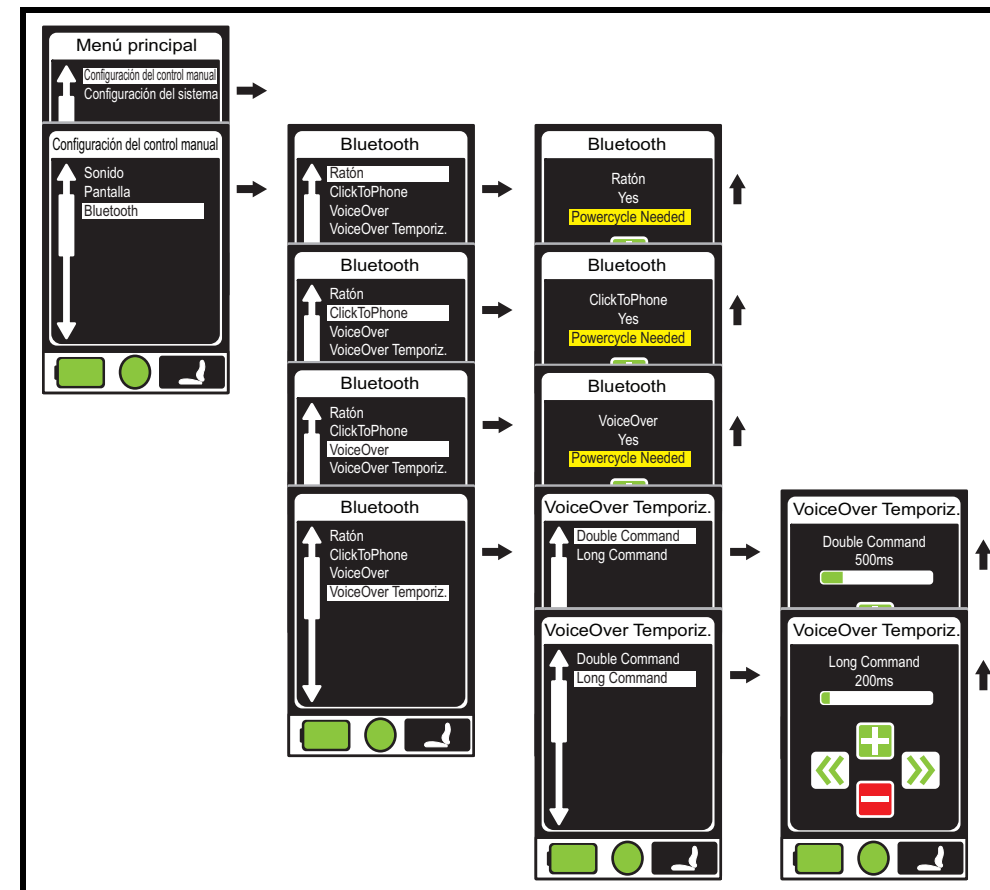 Menú principal
Configuración del control manual
Configuración del sistema
Configuración del control manual
Sonido
Pantalla
Bluetooth
Bluetooth
Ratón
ClickToPhone
VoiceOver
VoiceOver Temporiz.
Bluetooth
Ratón
Yes
Powercycle Needed
Bluetooth
Ratón
ClickToPhone
VoiceOver
VoiceOver Temporiz.
Bluetooth
ClickToPhone
Yes
Powercycle Needed
Bluetooth
Ratón
ClickToPhone
VoiceOver
VoiceOver Temporiz.
Bluetooth
VoiceOver
Yes
Powercycle Needed
Bluetooth
Ratón
ClickToPhone
VoiceOver
VoiceOver Temporiz.
VoiceOver Temporiz.
Double Command
Long Command
VoiceOver Temporiz.
Double Command
500ms
VoiceOver Temporiz.
Double Command
Long Command
VoiceOver Temporiz.
Long Command
200ms